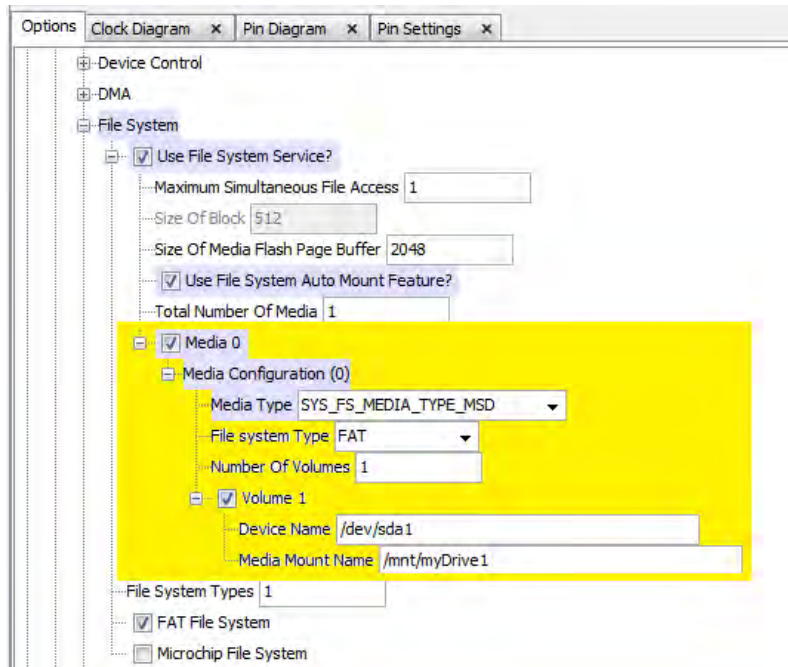 Options Clock Diagram x Pin Diagram x Pin Settings x
Device Control
DMA
File System
Use File System Service?
Maximum Simultaneous File Access 1
Size Of Block 512
Size Of Media Flash Page Buffer 2048
Use File System Auto Mount Feature?
Total Number Of Media 1
Media 0
Media Configuration (0)
Media Type SYS_FS_MEDIA_TYPE_MSD
File system Type FAT
Number Of Volumes 1
Volume 1
Device Name /dev/sda1
Media Mount Name /mnt/myDrive1
File System Types 1
FAT File System
Microchip File System